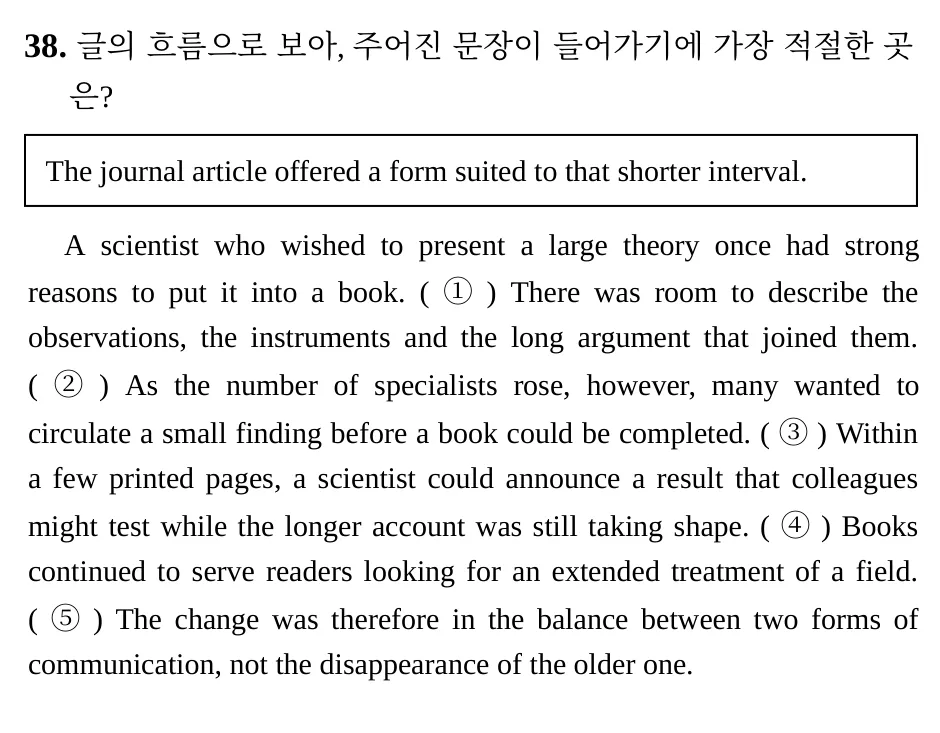 38. 글의 흐름으로 보아, 주어진 문장이 들어가기에 가장 적절한 곳
은?
The journal article offered a form suited to that shorter interval.
A scientist who wished to present a large theory once had strong
reasons to put it into a book. ( ① ) There was room to describe the
observations, the instruments and the long argument that joined them.
( ② ) As the number of specialists rose, however, many wanted to
circulate a small finding before a book could be completed. ( ③ ) Within
a few printed pages, a scientist could announce a result that colleagues
might test while the longer account was still taking shape. ( ④ ) Books
continued to serve readers looking for an extended treatment of a field.
( ⑤ ) The change was therefore in the balance between two forms of
communication, not the disappearance of the older one.